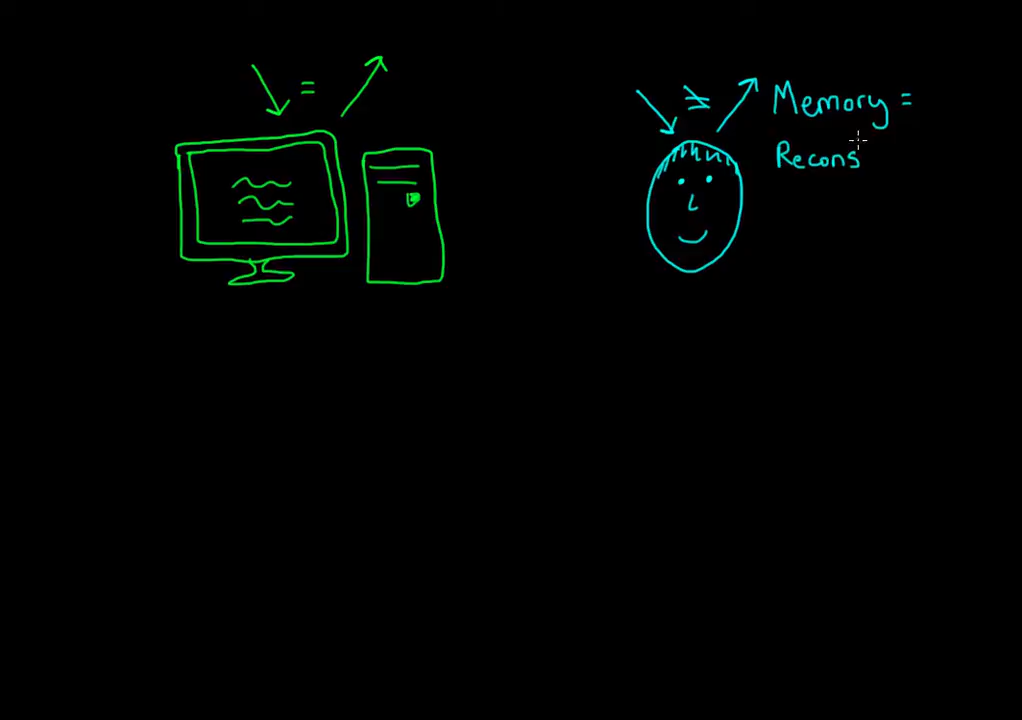 =
≠ Memory =
Recons